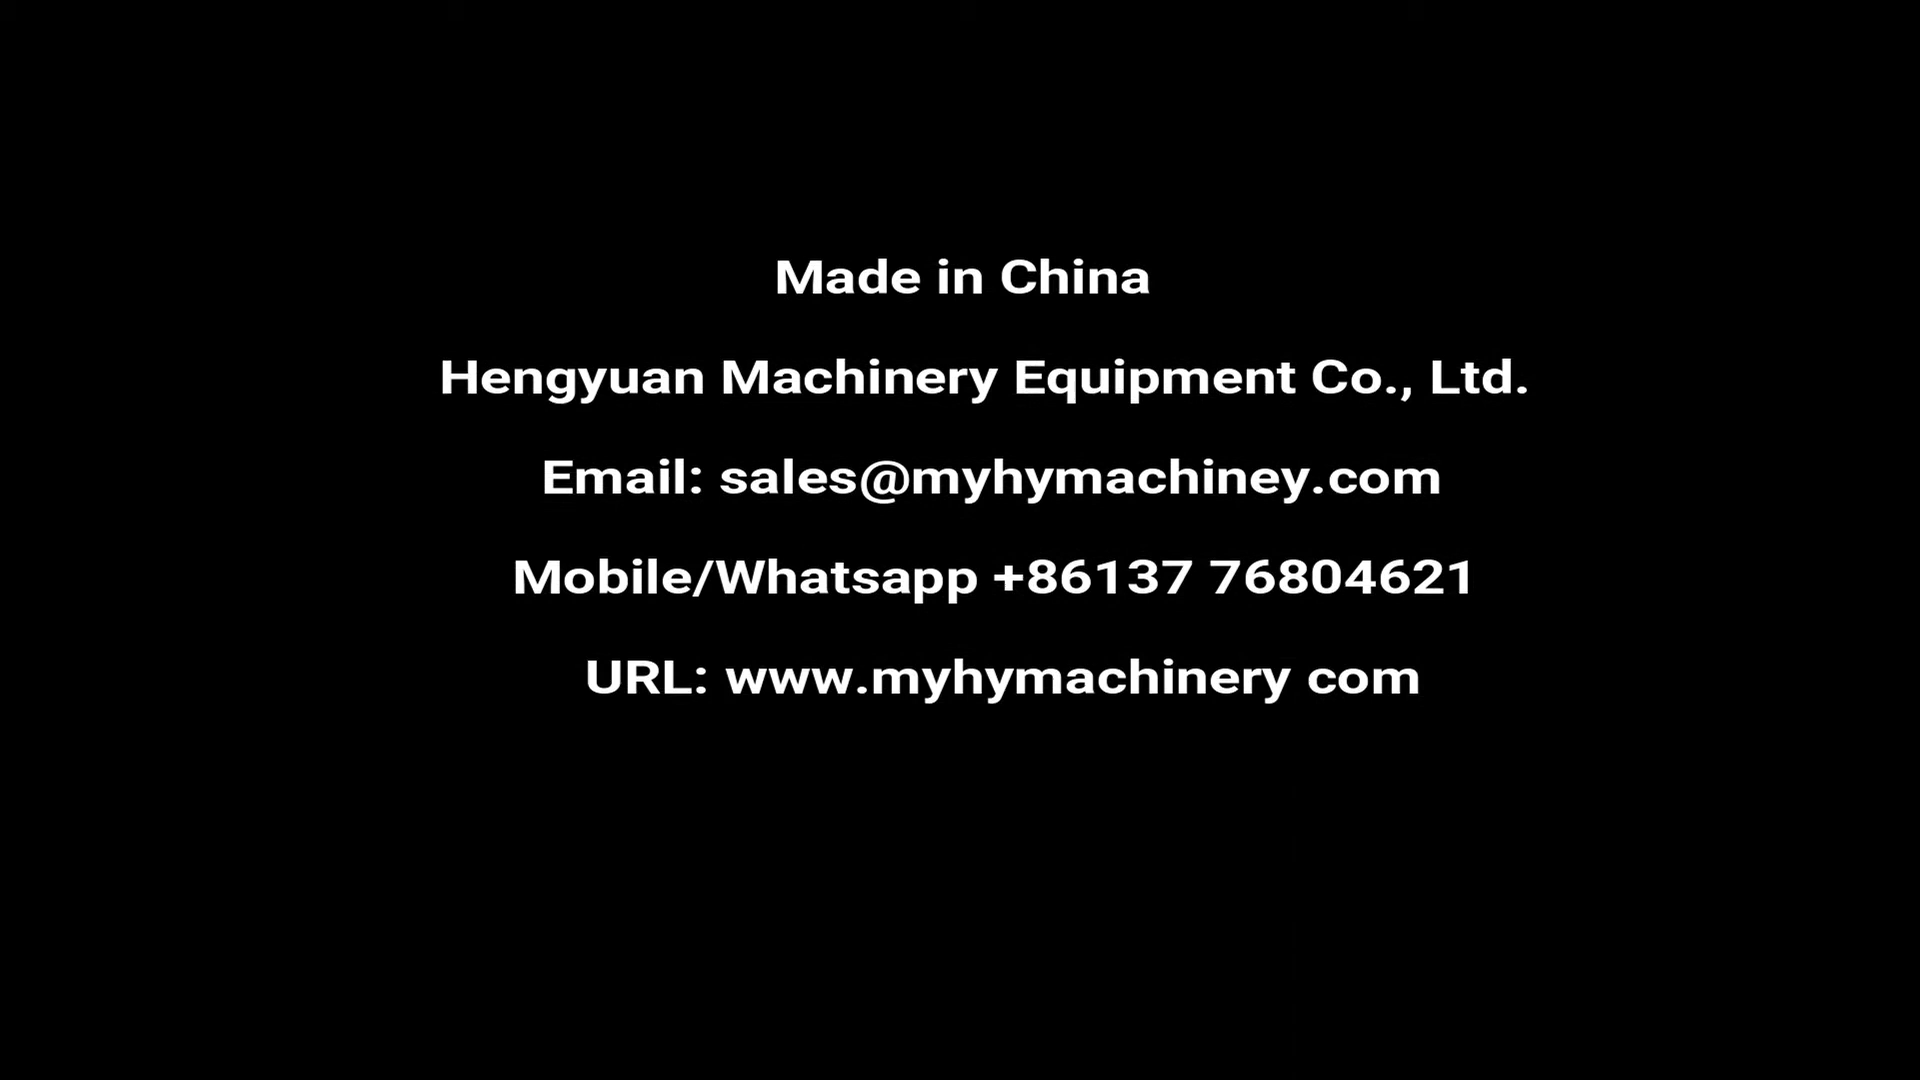 Made in China
Hengyuan Machinery Equipment Co., Ltd.
Email: sales@myhymachiney.com
Mobile/Whatsapp +86137 76804621
URL: www.myhymachinery com